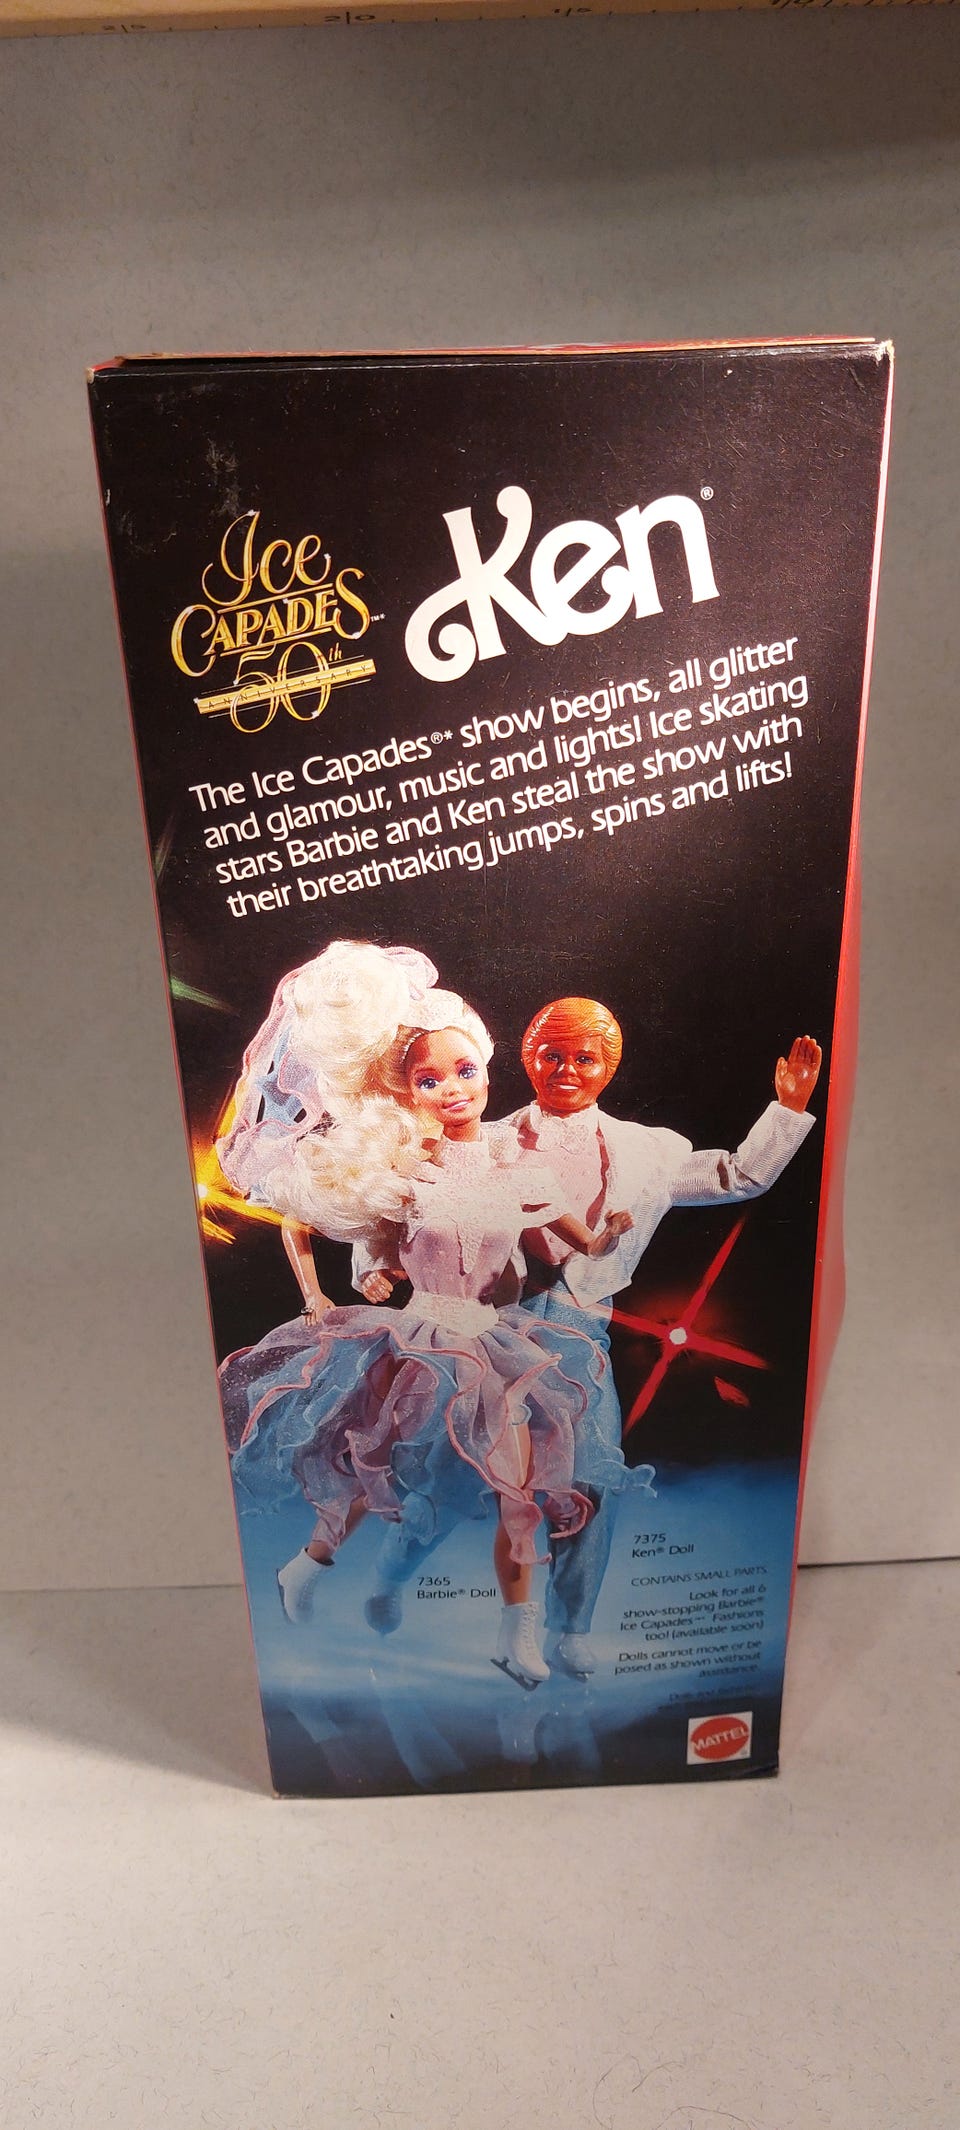 Ice
CAPADES™*
50th
ANNIVERSARY
Ken®
The Ice Capades®* show begins, all glitter
and glamour, music and lights! Ice skating
stars Barbie and Ken steal the show with
their breathtaking jumps, spins and lifts!
7365
Barbie® Doll
7375
Ken® Doll
CONTAINS SMALL PARTS
Look for all 6
show-stopping Barbie®
Ice Capades™* Fashions
too! (available soon)
Dolls cannot move or be
posed as shown without
assistance.
MATTEL